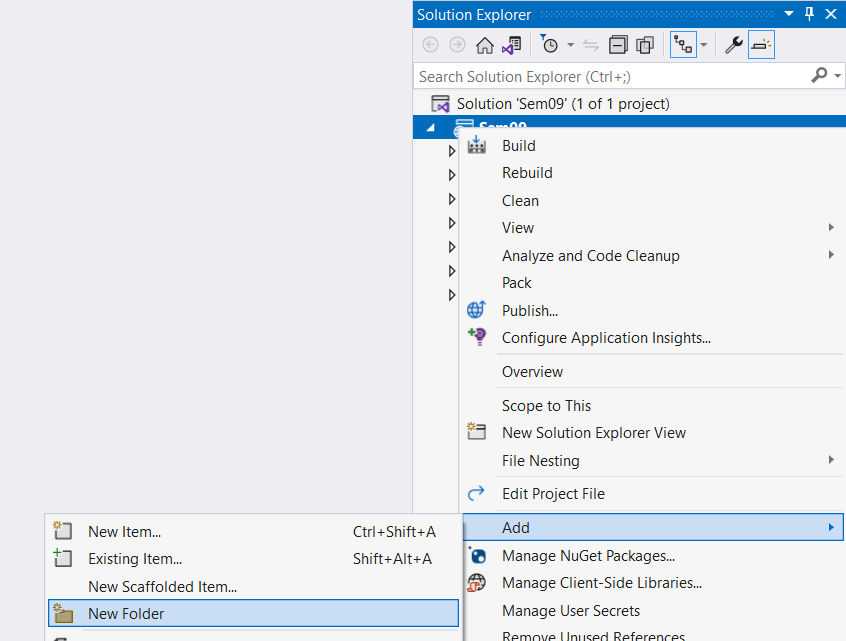 Solution Explorer
Search Solution Explorer (Ctrl+;)
Solution 'Sem09' (1 of 1 project)
Sem09
Build
Rebuild
Clean
View
Analyze and Code Cleanup
Pack
Publish...
Configure Application Insights...
Overview
Scope to This
New Solution Explorer View
File Nesting
Edit Project File
Add
New Item... Ctrl+Shift+A
Existing Item... Shift+Alt+A
New Scaffolded Item...
New Folder
Manage NuGet Packages...
Manage Client-Side Libraries...
Manage User Secrets
Remove Unused References